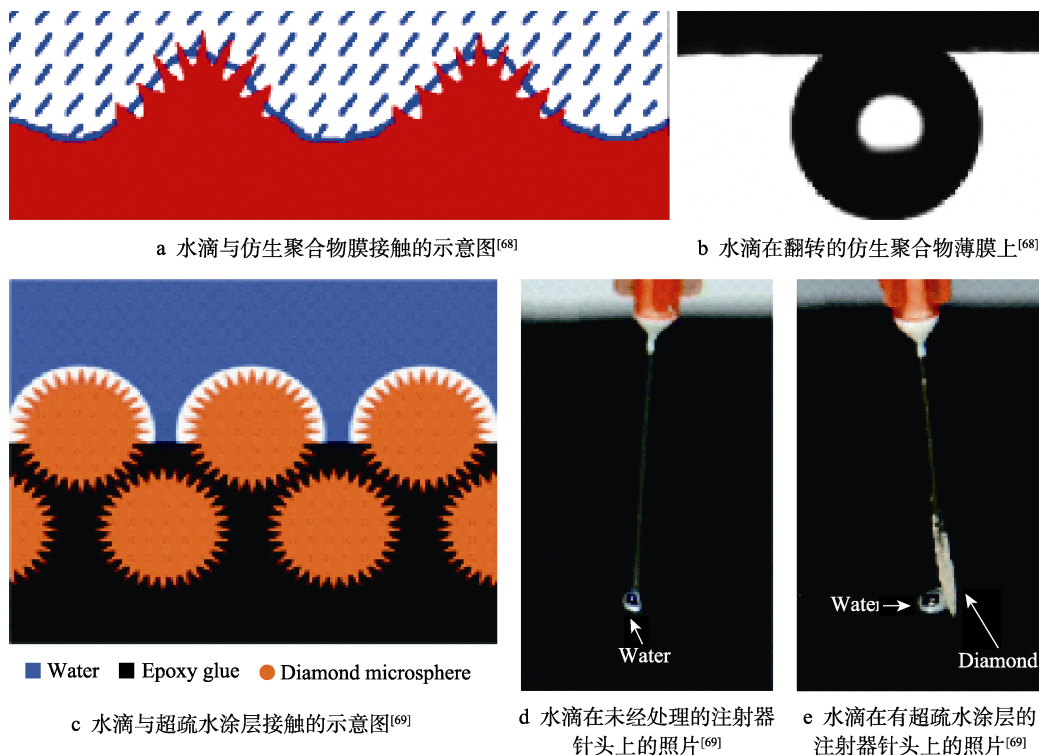 a 水滴与仿生聚合物膜接触的示意图[68]
b 水滴在翻转的仿生聚合物薄膜上[68]
Water
Epoxy glue
Diamond microsphere
c 水滴与超疏水涂层接触的示意图[69]
Water
d 水滴在未经处理的注射器
针头上的照片[69]
Water
Diamond
e 水滴在有超疏水涂层的
注射器针头上的照片[69]